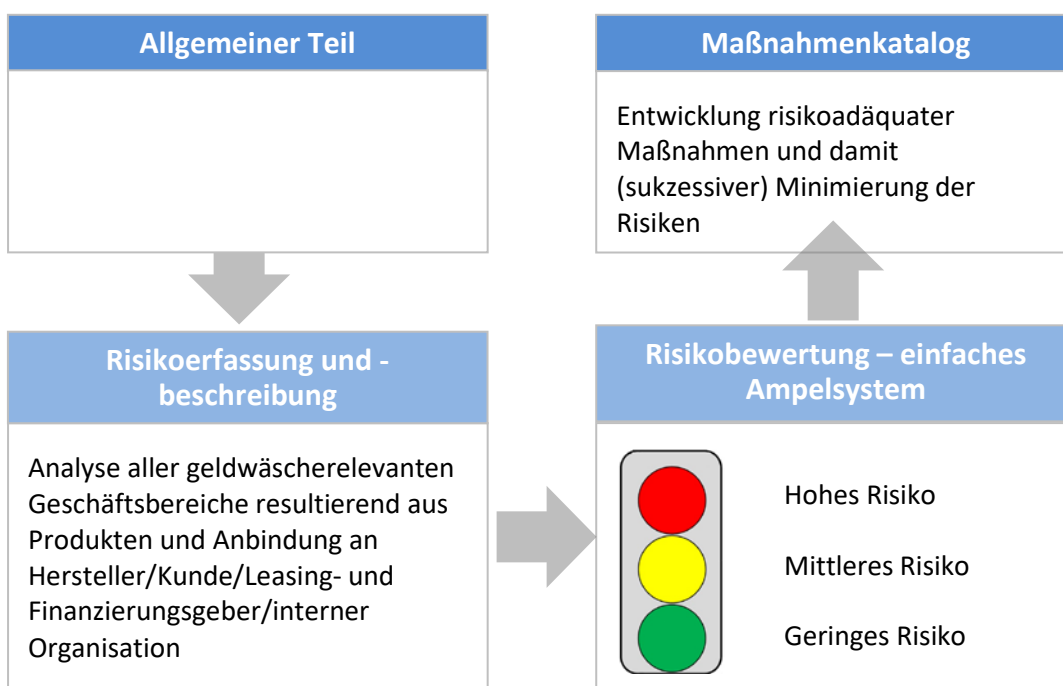 Allgemeiner Teil
Risikoerfassung und -
beschreibung
Analyse aller geldwäscherelevanten
Geschäftsbereiche resultierend aus
Produkten und Anbindung an
Hersteller/Kunde/Leasing- und
Finanzierungsgeber/interner
Organisation
Risikobewertung – einfaches
Ampelsystem
Hohes Risiko
Mittleres Risiko
Geringes Risiko
Maßnahmenkatalog
Entwicklung risikoadäquater
Maßnahmen und damit
(sukzessiver) Minimierung der
Risiken